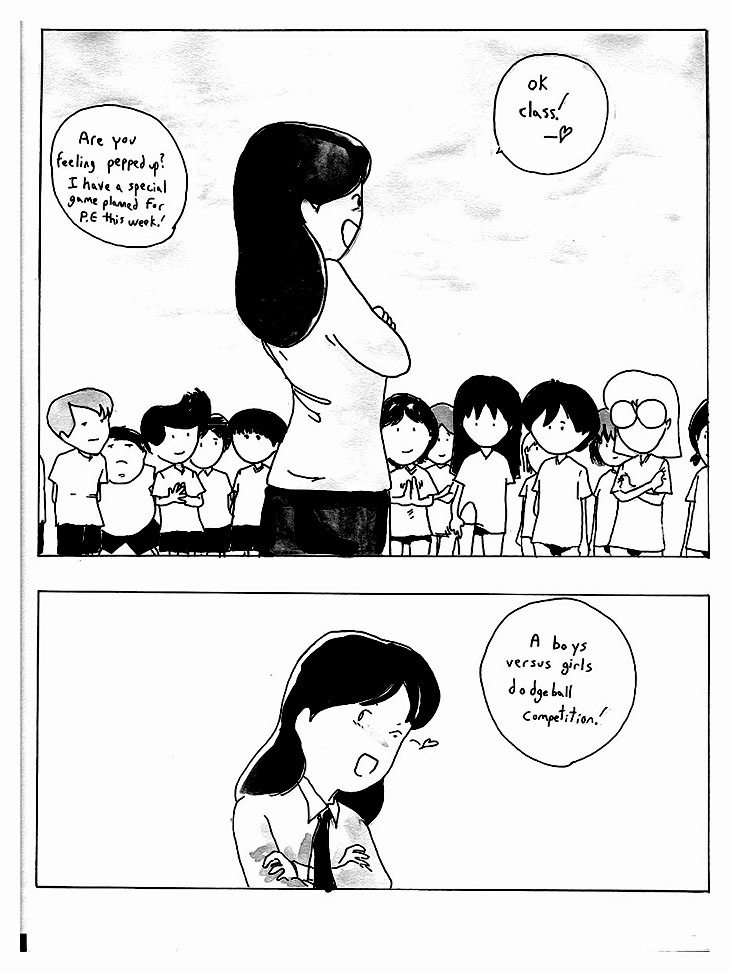 Are you
feeling pepped up?
I have a special
game planned for
P.E this week!
ok
class!
A boys
versus girls
dodgeball
competition!